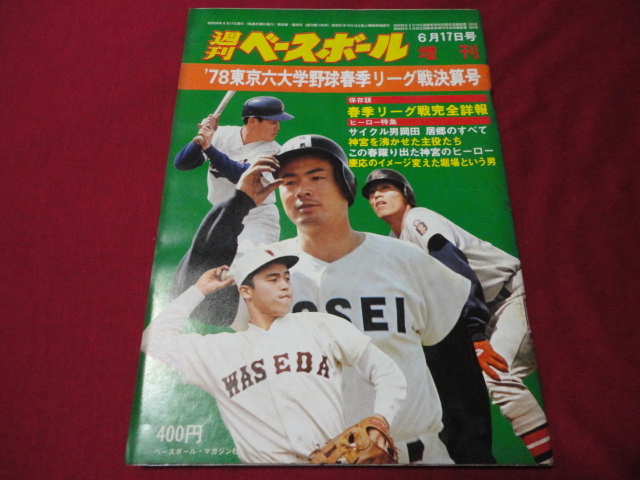 週刊ベースボール
6月17日号
増刊
'78東京六大学野球春季リーグ戦決算号
保存版
春季リーグ戦完全詳報
ヒーロー特集
サイクル男岡田 居郷のすべて
神宮を沸かせた主役たち
この春躍り出た神宮のヒーロー
慶応のイメージ変えた堀場という男
OSEI
WASEDA
400円
ベースボール・マガジン社